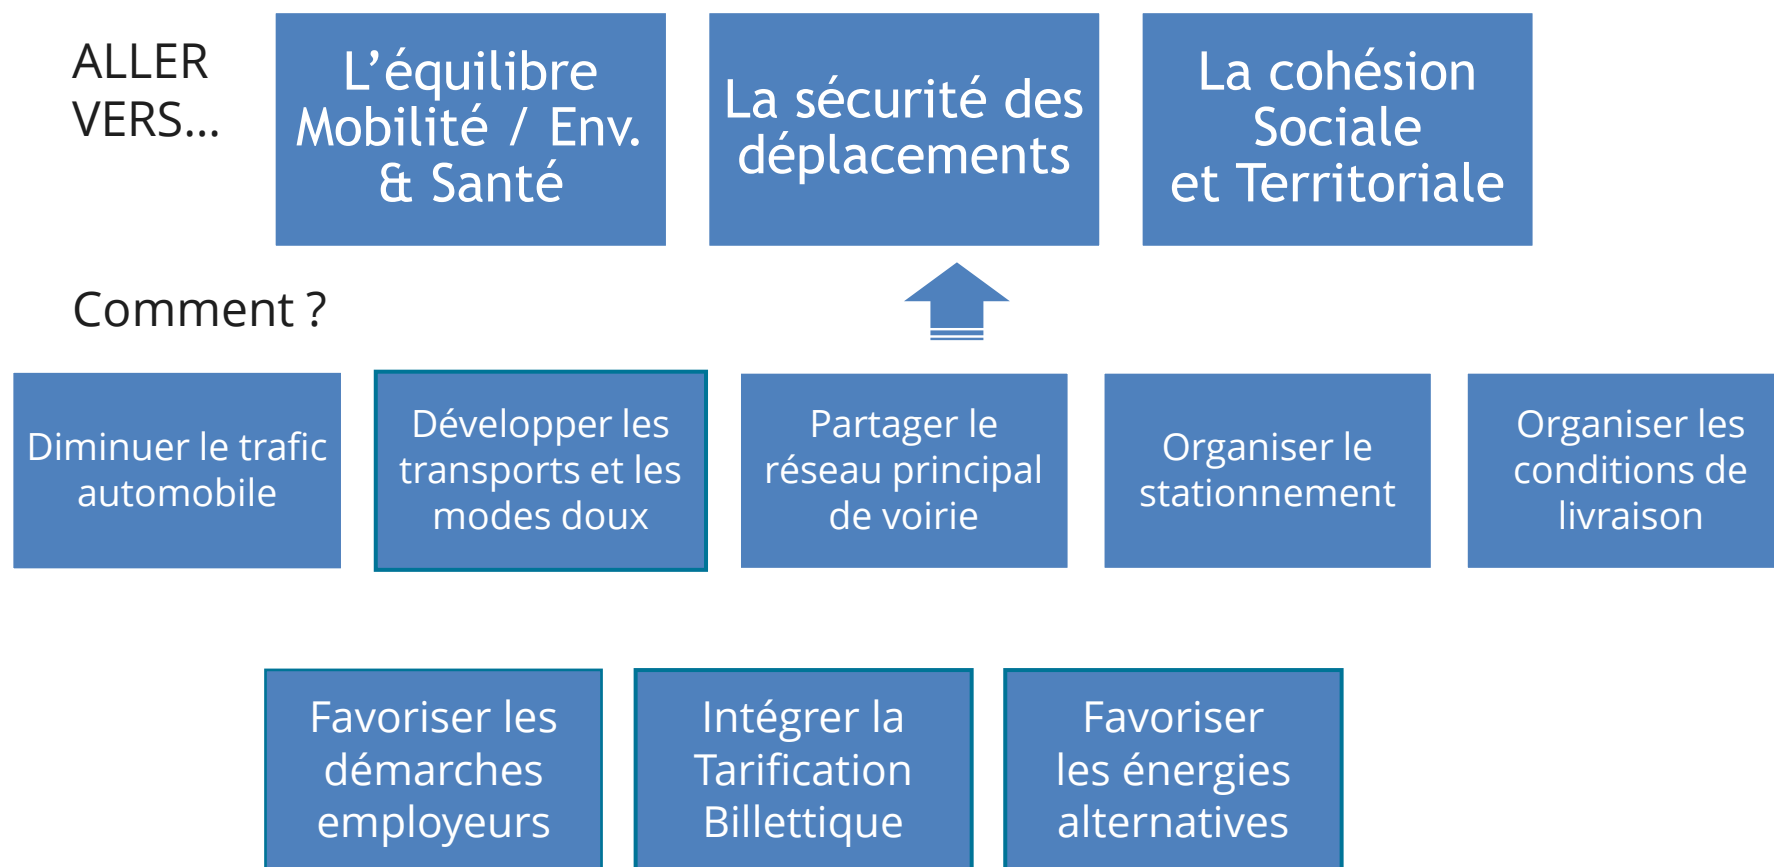 ALLER
VERS…
L’équilibre
Mobilité / Env.
& Santé
La sécurité des
déplacements
La cohésion
Sociale
et Territoriale
Comment ?
Diminuer le trafic
automobile
Développer les
transports et les
modes doux
Partager le
réseau principal
de voirie
Organiser le
stationnement
Organiser les
conditions de
livraison
Favoriser les
démarches
employeurs
Intégrer la
Tarification
Billettique
Favoriser
les énergies
alternatives